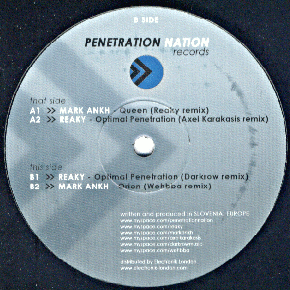 B SIDE
PENETRATION NATION
records
that side
A1 >> MARK ANKH - Queen (Reaky remix)
A2 >> REAKY - Optimal Penetration (Axel Karakasis remix)
this side
B1 >> REAKY - Optimal Penetration (Darkrow remix)
B2 >> MARK ANKH - Orion (Wehbba remix)
written and produced in SLOVENIA, EUROPE
www.myspace.com/penetrationnation
www.myspace.com/reaky
www.myspace.com/markankh
www.myspace.com/axelkarakasis
www.myspace.com/darkrowmusic
www.myspace.com/wehbba
distributed by Electronik London
www.electronik-london.com